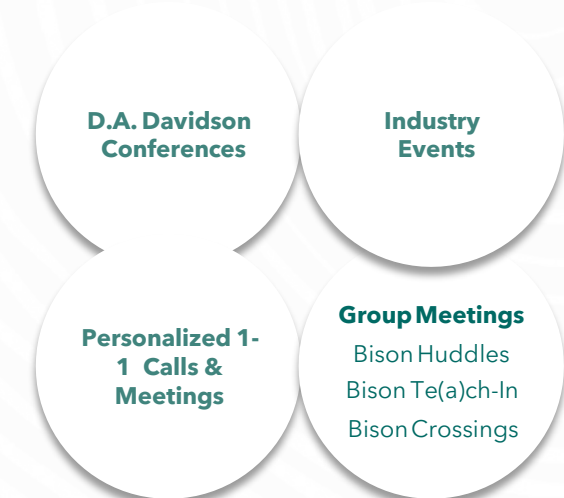 D.A. Davidson
Conferences
Industry
Events
Personalized 1-
1 Calls &
Meetings
Group Meetings
Bison Huddles
Bison Te(a)ch-In
Bison Crossings